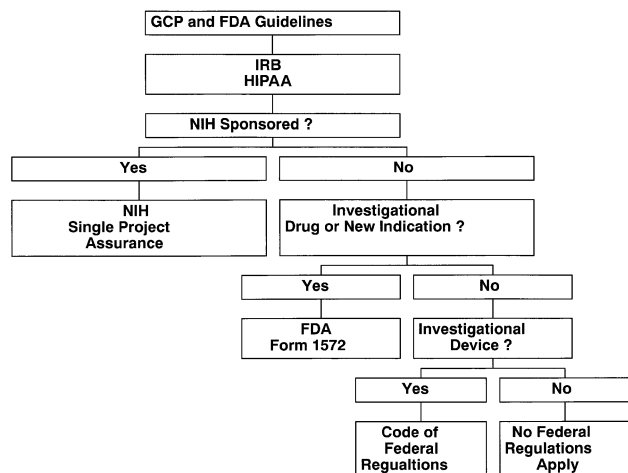 GCP and FDA Guidelines
IRB
HIPAA
NIH Sponsored ?
Yes
No
NIH
Single Project
Assurance
Investigational
Drug or New Indication ?
Yes
No
FDA
Form 1572
Investigational
Device ?
Yes
No
Code of
Federal
Regualtions
No Federal
Regulations
Apply